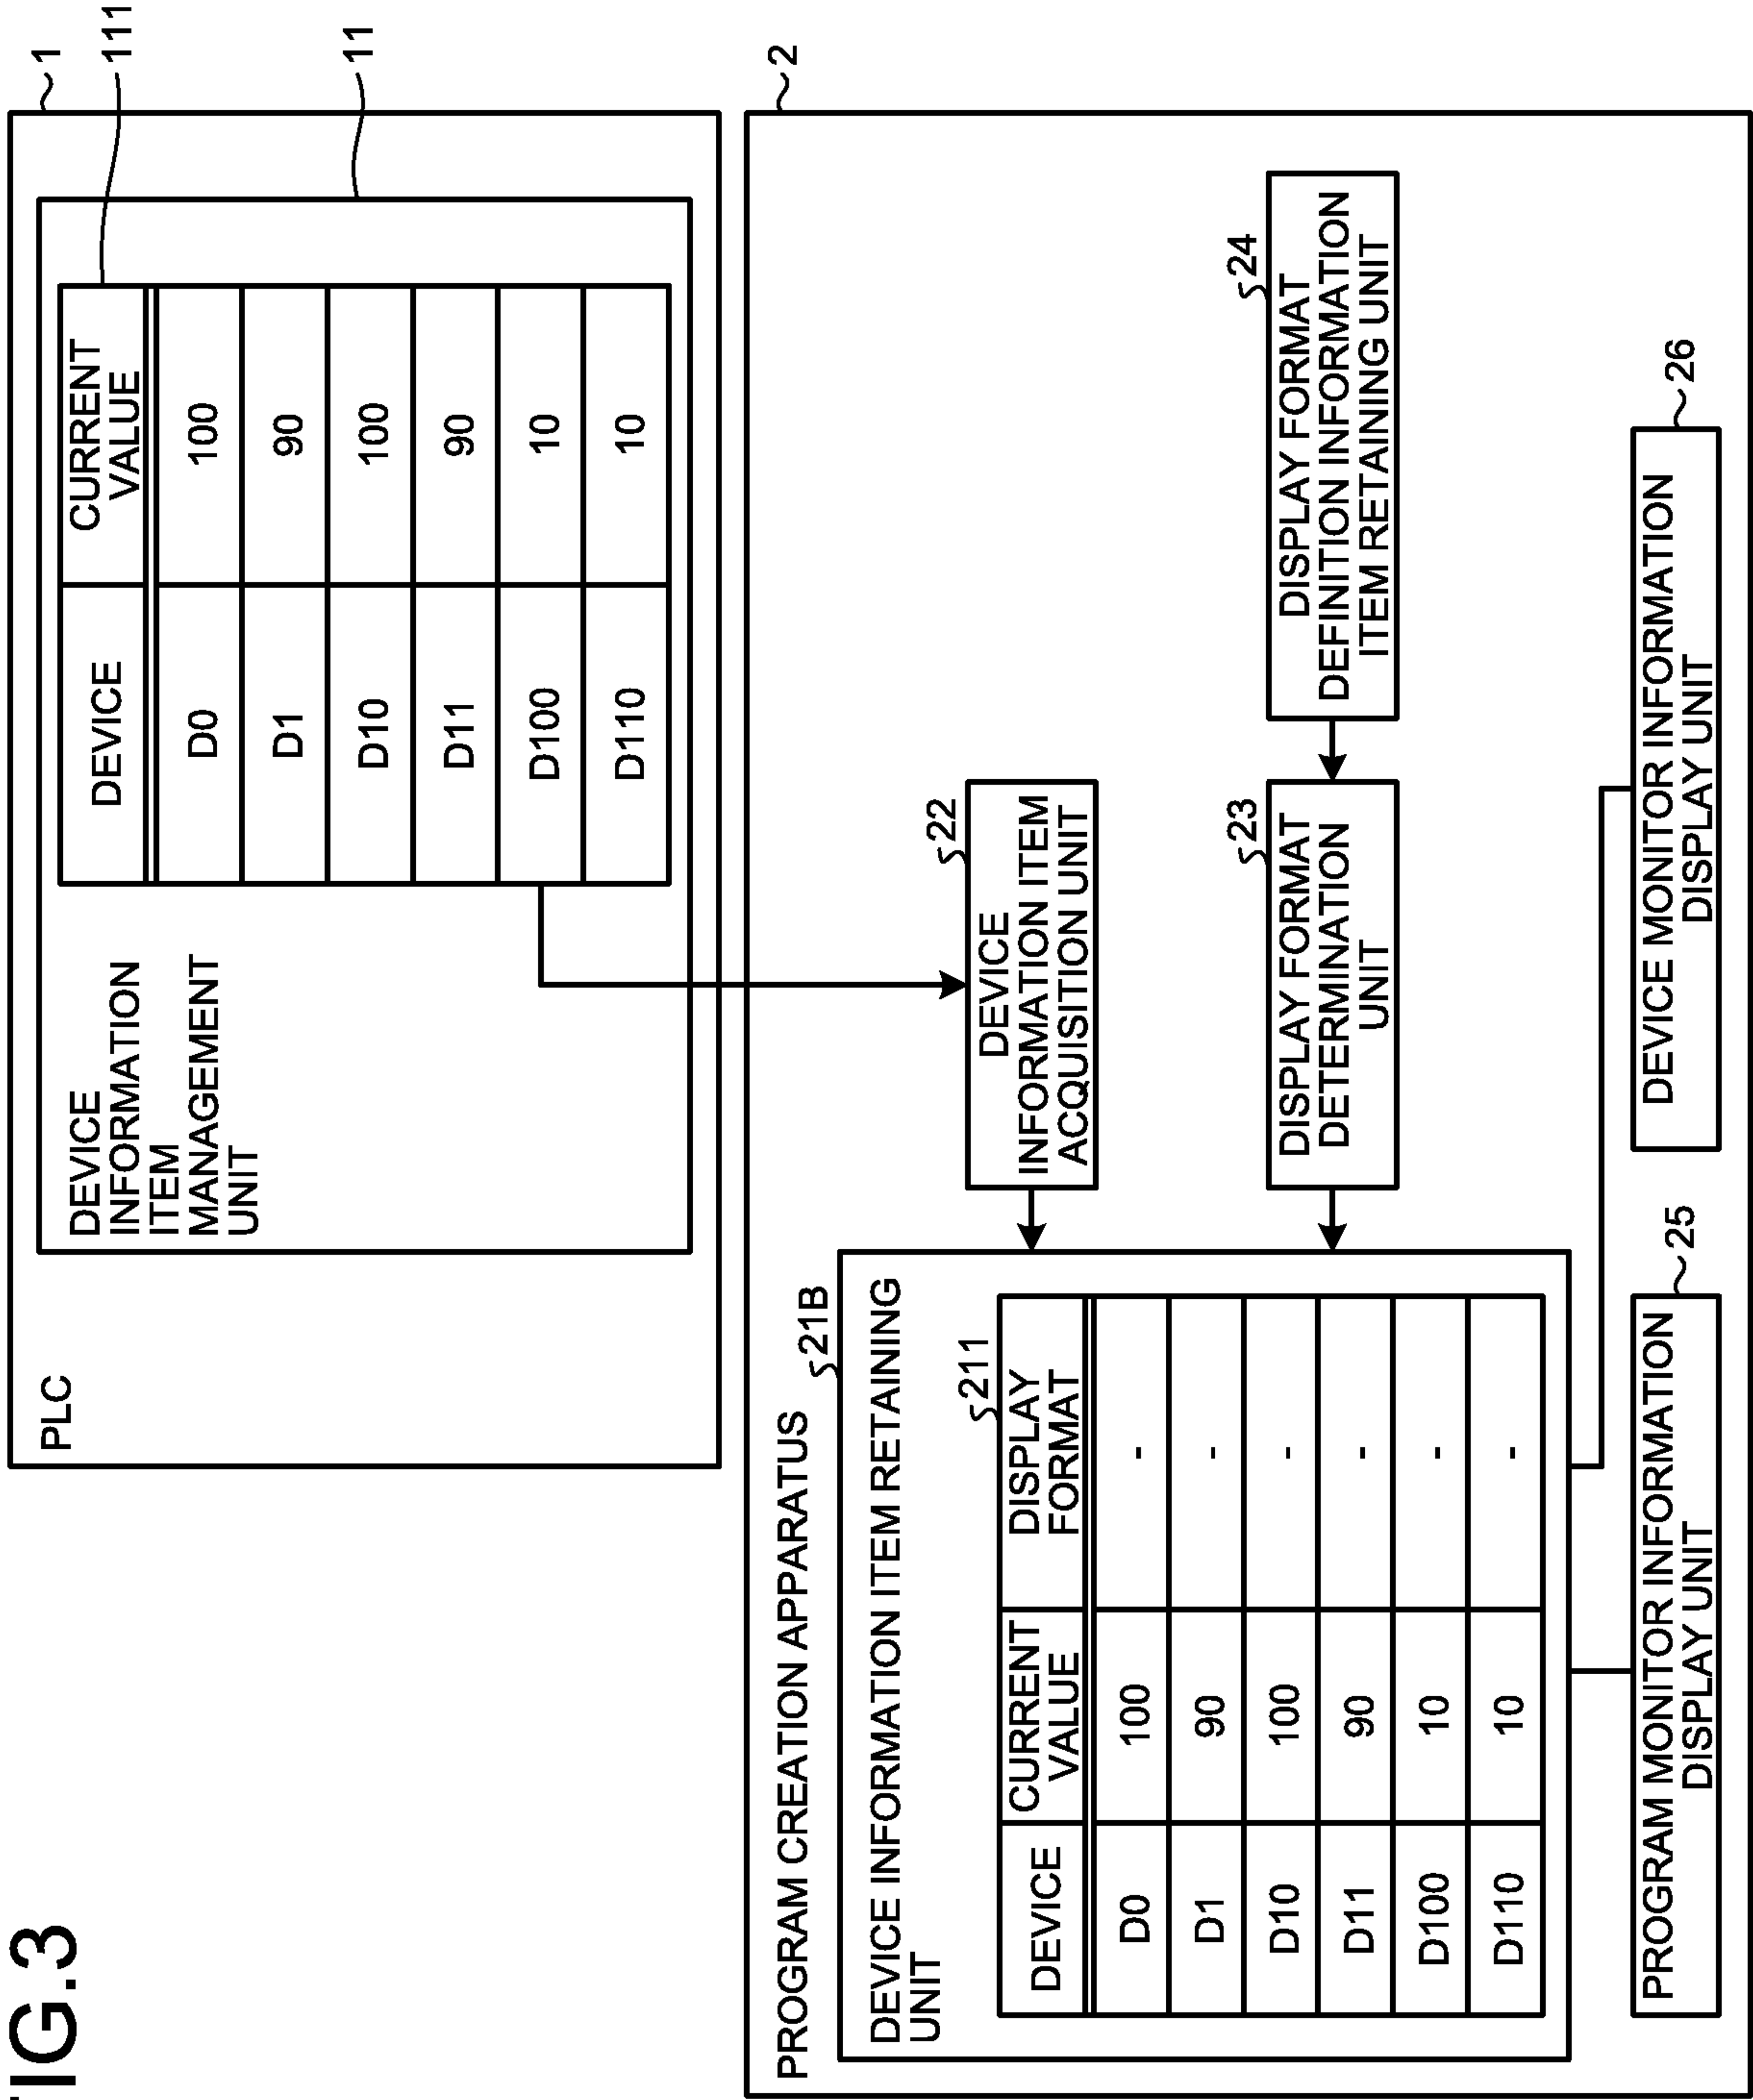 FIG.3
1
111
11
PLC
DEVICE
INFORMATION
ITEM
MANAGEMENT
UNIT
DEVICE
CURRENT
VALUE
D0
100
D1
90
D10
100
D11
90
D100
10
D110
10
2
PROGRAM CREATION APPARATUS
21B
DEVICE INFORMATION ITEM RETAINING
UNIT
211
DEVICE
CURRENT
VALUE
DISPLAY
FORMAT
D0
100
-
D1
90
-
D10
100
-
D11
90
-
D100
10
-
D110
10
-
22
DEVICE
INFORMATION ITEM
ACQUISITION UNIT
23
DISPLAY FORMAT
DETERMINATION
UNIT
24
DISPLAY FORMAT
DEFINITION INFORMATION
ITEM RETAINING UNIT
25
PROGRAM MONITOR INFORMATION
DISPLAY UNIT
26
DEVICE MONITOR INFORMATION
DISPLAY UNIT